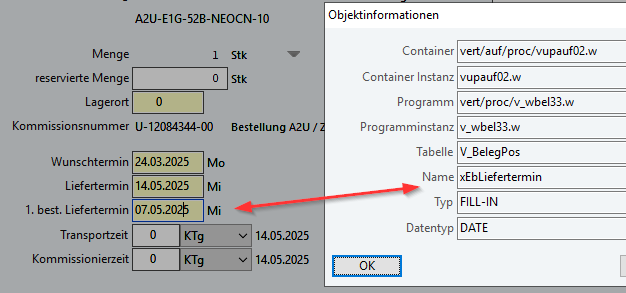 A2U-E1G-52B-NEOCN-10
Menge 1 Stk
reservierte Menge 0 Stk
Lagerort 0
Kommissionsnummer U-12084344-00 Bestellung A2U / Z
Wunschtermin 24.03.2025 Mo
Liefertermin 14.05.2025 Mi
1. best. Liefertermin 07.05.2025 Mi
Transportzeit 0 KTg 14.05.2025
Kommissionierzeit 0 KTg 14.05.2025
Objektinformationen
Container vert/auf/proc/vupauf02.w
Container Instanz vupauf02.w
Programm vert/proc/v_wbel33.w
Programminstanz v_wbel33.w
Tabelle V_BelegPos
Name xEbLiefertermin
Typ FILL-IN
Datentyp DATE
OK